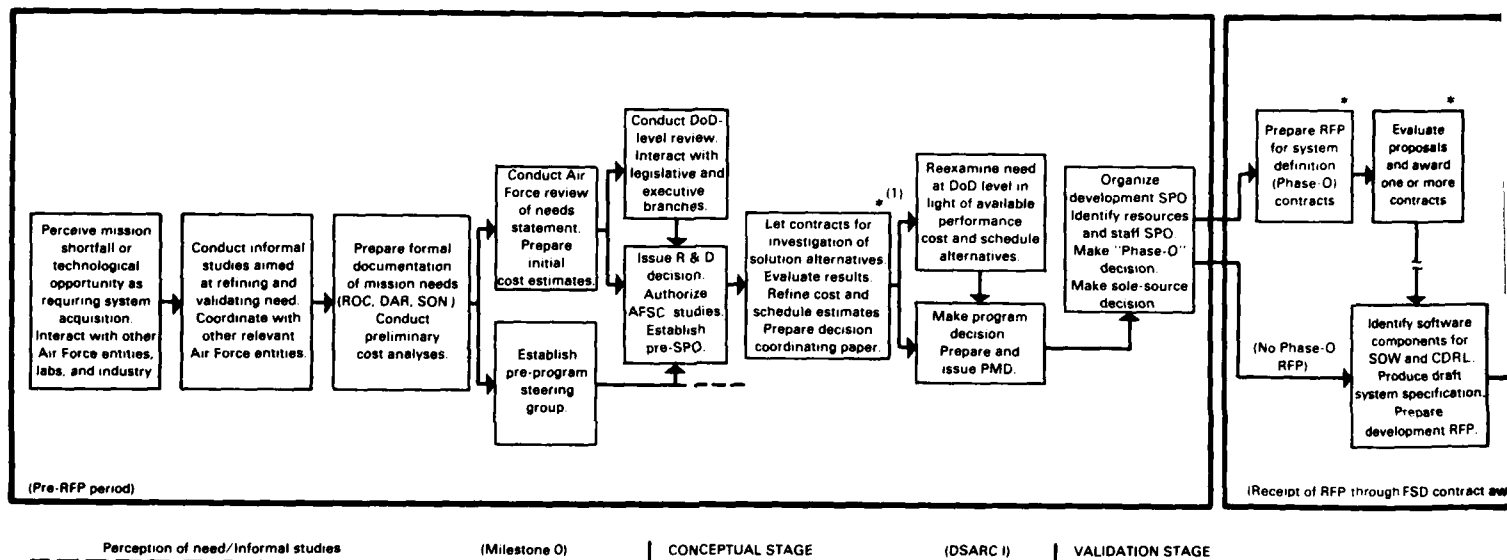 Perceive mission
shortfall or
technological
opportunity as
requiring system
acquisition.
Interact with other
Air Force entities,
labs, and industry
Conduct informal
studies aimed
at refining and
validating need.
Coordinate with
other relevant
Air Force entities.
Prepare formal
documentation
of mission needs
(ROC, DAR, SON)
Conduct
preliminary
cost analyses.
Conduct Air
Force review
of needs
statement.
Prepare
initial
cost estimates.
Establish
pre-program
steering
group.
Conduct DoD-
level review.
Interact with
legislative and
executive
branches.
Issue R & D
decision.
Authorize
AFSC studies.
Establish
pre-SPO.
* (1)
Let contracts for
investigation of
solution alternatives.
Evaluate results.
Refine cost and
schedule estimates
Prepare decision
coordinating paper.
Reexamine need
at DoD level in
light of available
performance
cost and schedule
alternatives.
Make program
decision
Prepare and
issue PMD.
Organize
development SPO
Identify resources
and staff SPO.
Make "Phase-O"
decision.
Make sole-source
decision
(Pre-RFP period)
*
Prepare RFP
for system
definition
(Phase-O)
*
Evaluate
proposals
and award
one or more
contracts
(No Phase-O
RFP)
Identify software
components for
SOW and CDRL.
Produce draft
system specification.
Prepare
development RFP.
(Receipt of RFP through FSD contract aw
Perception of need/Informal studies (Milestone O) CONCEPTUAL STAGE (DSARC I) VALIDATION STAGE